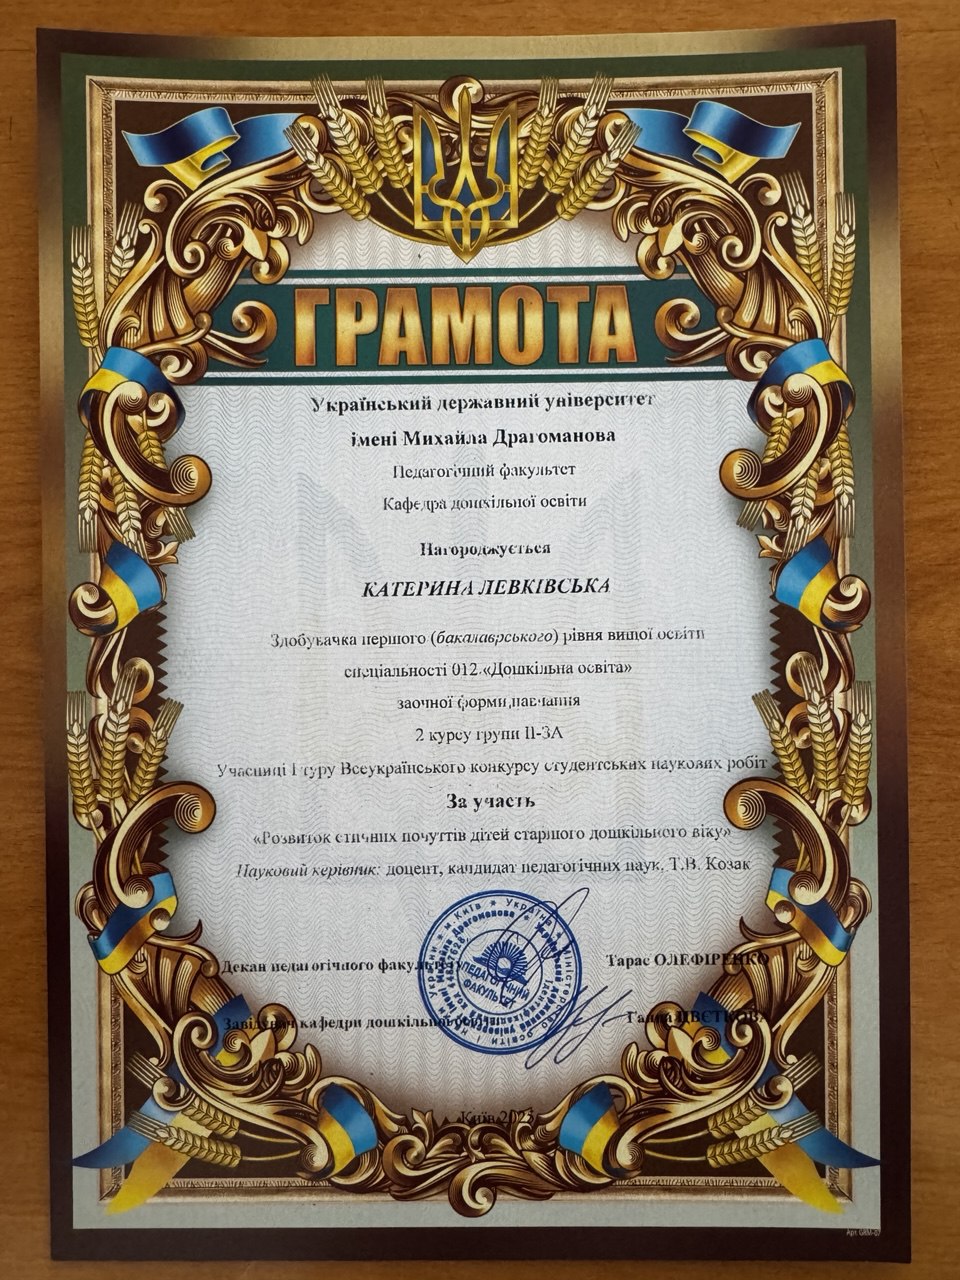 ГРАМОТА
Український державний університет
імені Михайла Драгоманова
Педагогічний факультет
Кафедра дошкільної освіти
Нагороджується
КАТЕРИНА ЛЕВКІВСЬКА
Здобувачка першого (бакалаврського) рівня вищої освіти
спеціальності 012 «Дошкільна освіта»
заочної форми навчання
2 курсу групи ІІ-ЗА
Учасниці І туру Всеукраїнського конкурсу студентських наукових робіт
За участь
«Розвиток етичних почуттів дітей старшого дошкільного віку»
Науковий керівник: доцент, кандидат педагогічних наук, Т.В. Козак
Декан педагогічного факультету Тарас ОЛЕФІРЕНКО
Завідувач кафедри дошкільної освіти Ганна ЦВЄТКОВА
ПЕДАГОГІЧНИЙ
ФАКУЛЬТЕТ
Київ